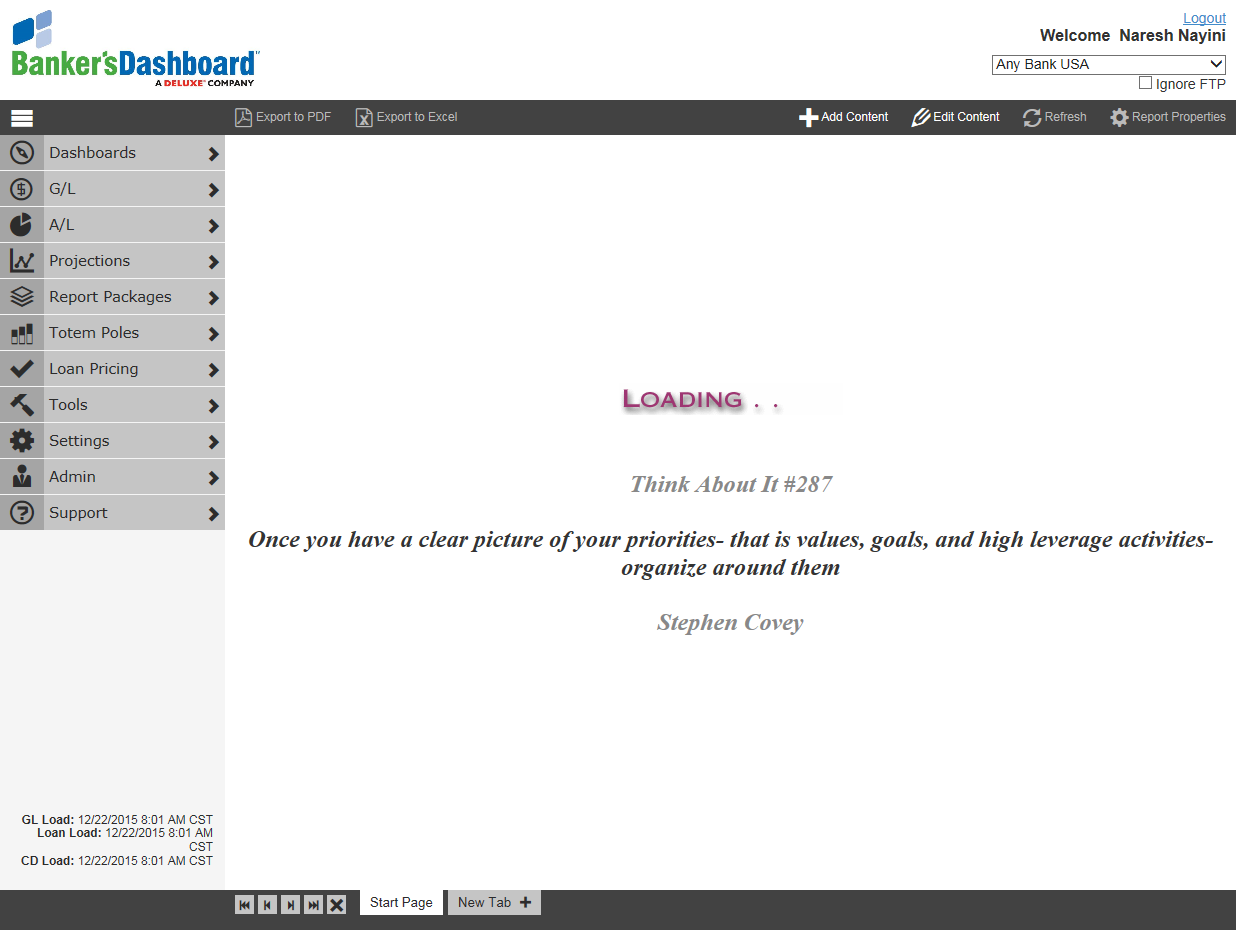 Logout
Welcome Naresh Nayini
Banker'sDashboard
A DELUXE COMPANY
Any Bank USA
Ignore FTP
Export to PDF
Export to Excel
Add Content
Edit Content
Refresh
Report Properties
Dashboards
G/L
A/L
Projections
Report Packages
Totem Poles
Loan Pricing
Tools
Settings
Admin
Support
LOADING . .
Think About It #287
Once you have a clear picture of your priorities- that is values, goals, and high leverage activities-
organize around them
Stephen Covey
GL Load: 12/22/2015 8:01 AM CST
Loan Load: 12/22/2015 8:01 AM
CST
CD Load: 12/22/2015 8:01 AM CST
Start Page
New Tab